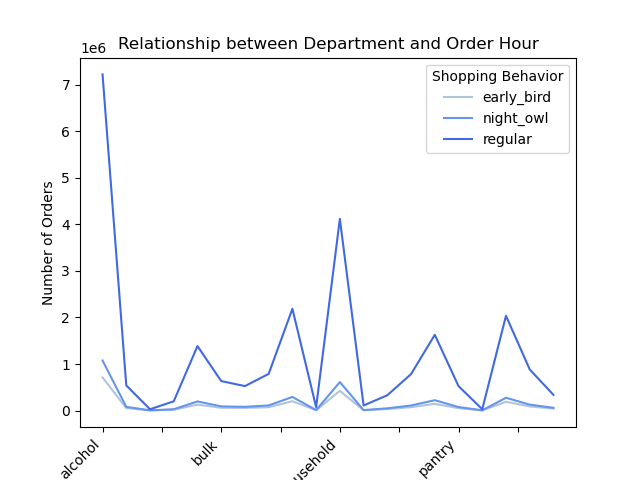 Relationship between Department and Order Hour
1e6
Shopping Behavior
early_bird
night_owl
regular
Number of Orders
7
6
5
4
3
2
1
0
alcohol
bulk
usehold
pantry